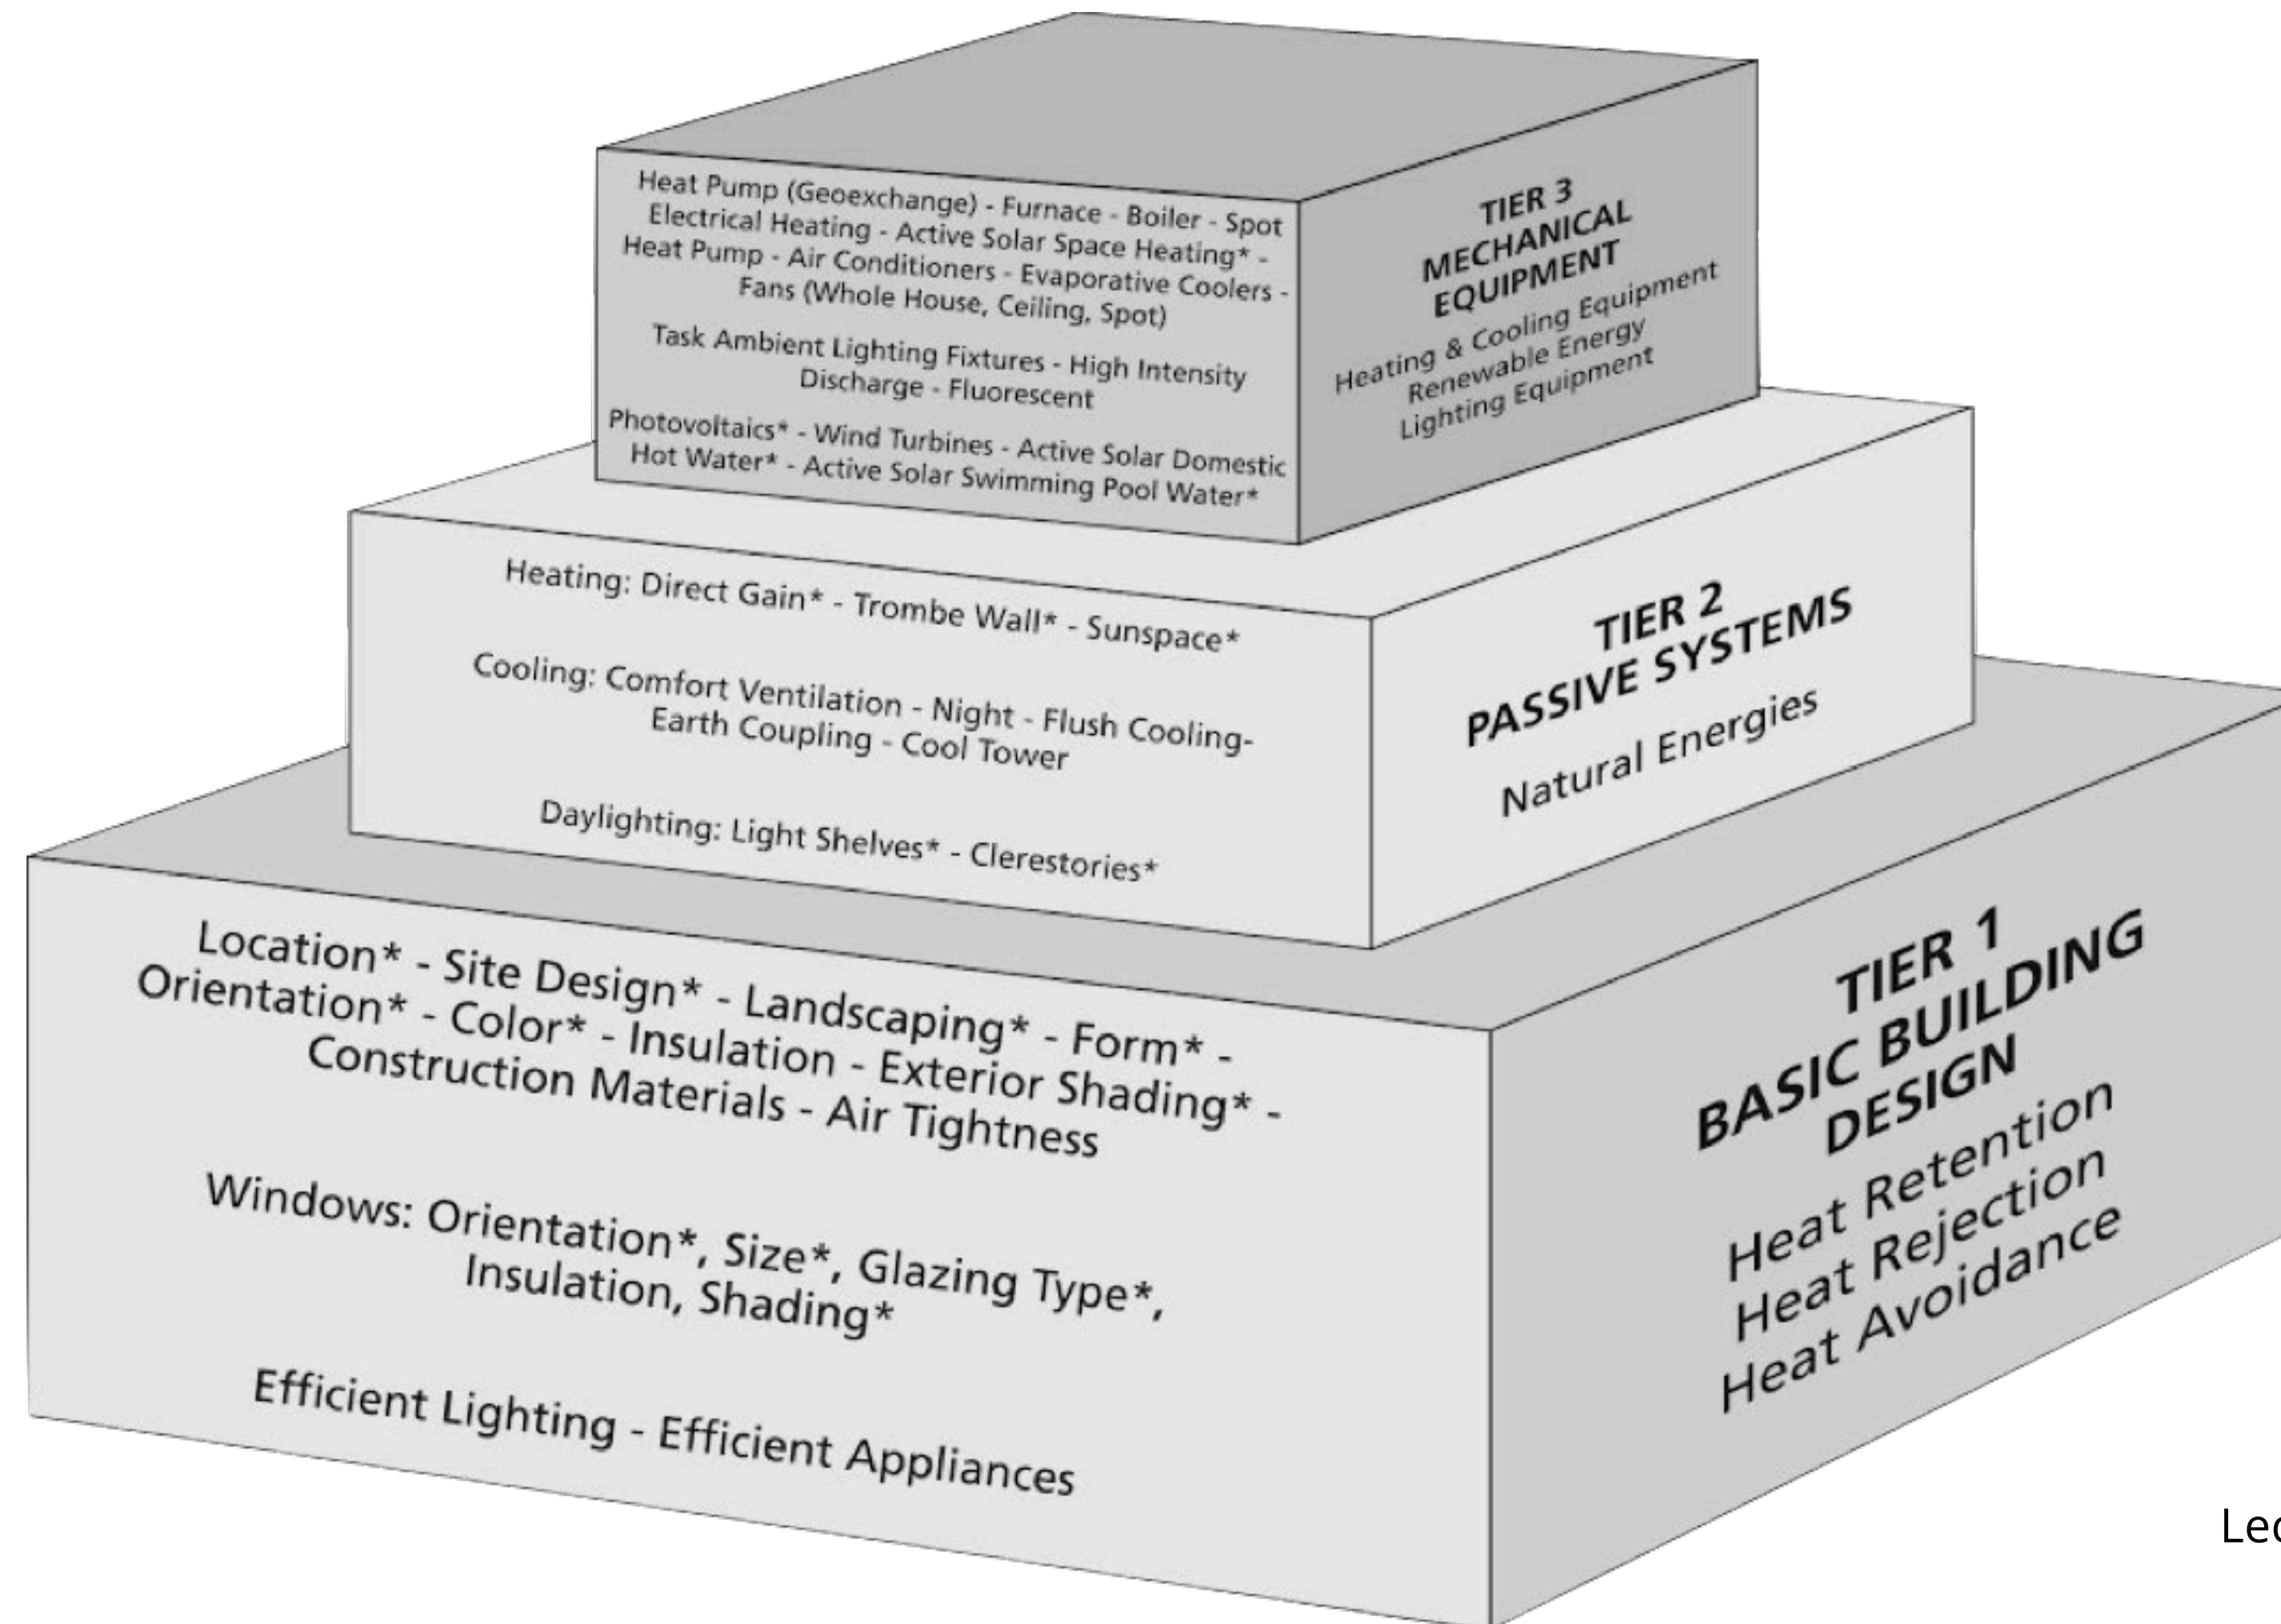 Heat Pump (Geoexchange) - Furnace - Boiler - Spot
Electrical Heating - Active Solar Space Heating* -
Heat Pump - Air Conditioners - Evaporative Coolers -
Fans (Whole House, Ceiling, Spot)
Task Ambient Lighting Fixtures - High Intensity
Discharge - Fluorescent
Photovoltaics* - Wind Turbines - Active Solar Domestic
Hot Water* - Active Solar Swimming Pool Water*
TIER 3
MECHANICAL
EQUIPMENT
Heating & Cooling Equipment
Renewable Energy
Lighting Equipment
Heating: Direct Gain* - Trombe Wall* - Sunspace*
Cooling: Comfort Ventilation - Night - Flush Cooling-
Earth Coupling - Cool Tower
Daylighting: Light Shelves* - Clerestories*
TIER 2
PASSIVE SYSTEMS
Natural Energies
Location* - Site Design* - Landscaping* - Form* -
Orientation* - Color* - Insulation - Exterior Shading* -
Construction Materials - Air Tightness
Windows: Orientation*, Size*, Glazing Type*,
Insulation, Shading*
Efficient Lighting - Efficient Appliances
TIER 1
BASIC BUILDING
DESIGN
Heat Retention
Heat Rejection
Heat Avoidance